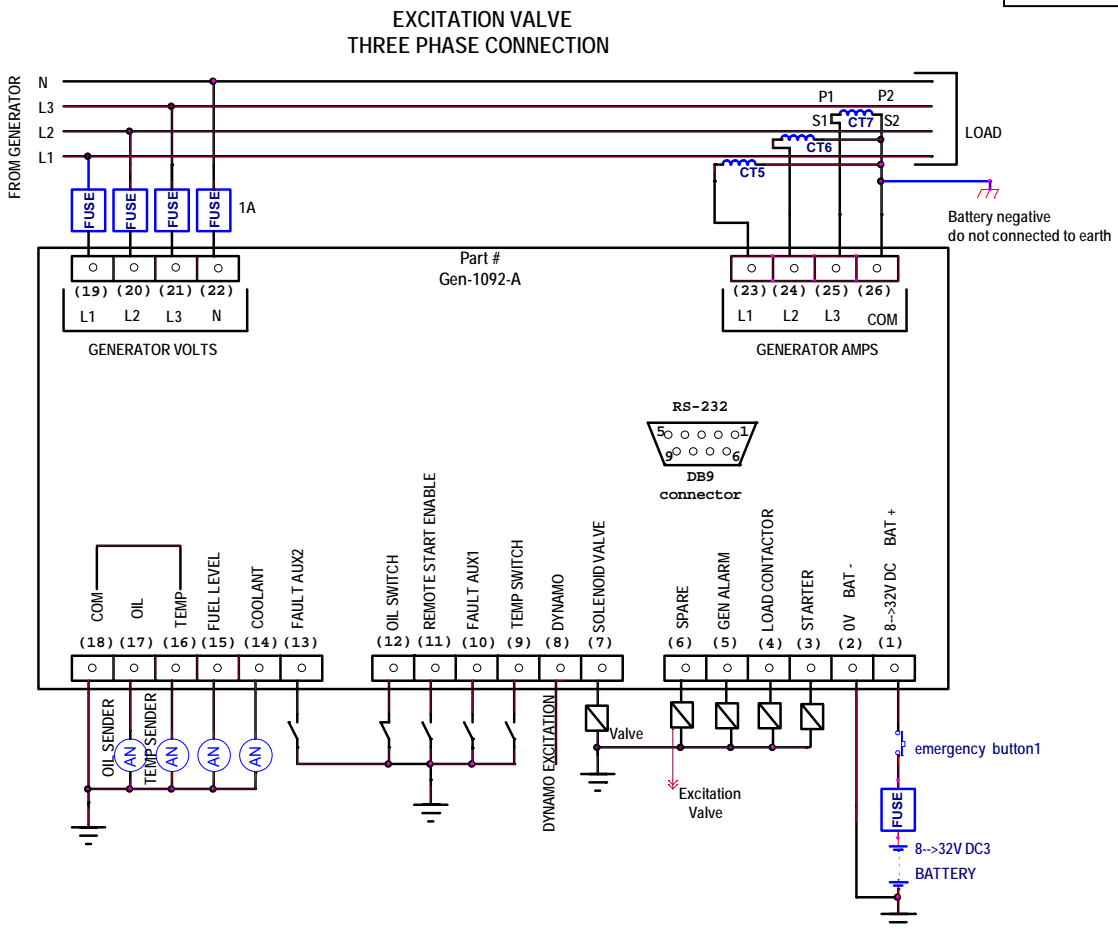 EXCITATION VALVE
THREE PHASE CONNECTION
FROM GENERATOR
N
L3
L2
L1
P1 P2
S1 CT7 S2
CT6
CT5
LOAD
FUSE FUSE FUSE FUSE 1A
Battery negative
do not connected to earth
Part #
Gen-1092-A
(19) (20) (21) (22)
L1 L2 L3 N
GENERATOR VOLTS
(23) (24) (25) (26)
L1 L2 L3 COM
GENERATOR AMPS
RS-232
5 1
9 6
DB9
connector
COM
OIL
TEMP
FUEL LEVEL
COOLANT
FAULT AUX2
OIL SWITCH
REMOTE START ENABLE
FAULT AUX1
TEMP SWITCH
DYNAMO
SOLENOID VALVE
SPARE
GEN ALARM
LOAD CONTACTOR
STARTER
0V BAT -
8-->32V DC BAT +
(18) (17) (16) (15) (14) (13)
(12) (11) (10) (9) (8) (7)
(6) (5) (4) (3) (2) (1)
OIL SENDER
AN
TEMP SENDER
AN
AN
AN
DYNAMO EXCITATION
Valve
Excitation
Valve
emergency button1
FUSE
8-->32V DC3
BATTERY